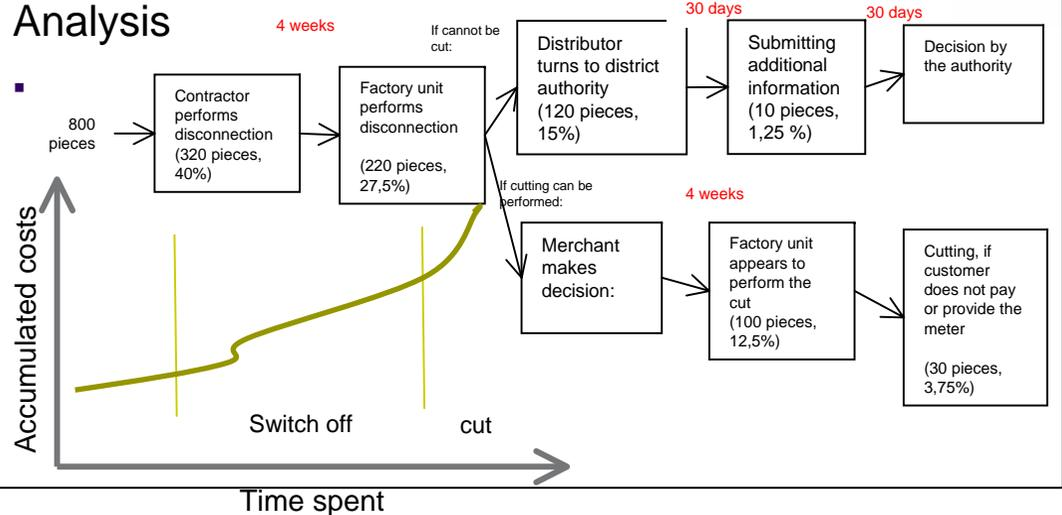 Analysis
4 weeks
If cannot be
cut:
30 days
30 days
800
pieces
Contractor
performs
disconnection
(320 pieces,
40%)
Factory unit
performs
disconnection
(220 pieces,
27,5%)
Distributor
turns to district
authority
(120 pieces,
15%)
Submitting
additional
information
(10 pieces,
1,25 %)
Decision by
the authority
If cutting can be
performed:
4 weeks
Merchant
makes
decision:
Factory unit
appears to
perform the
cut
(100 pieces,
12,5%)
Cutting, if
customer
does not pay
or provide the
meter
(30 pieces,
3,75%)
Accumulated costs
Switch off
cut
Time spent